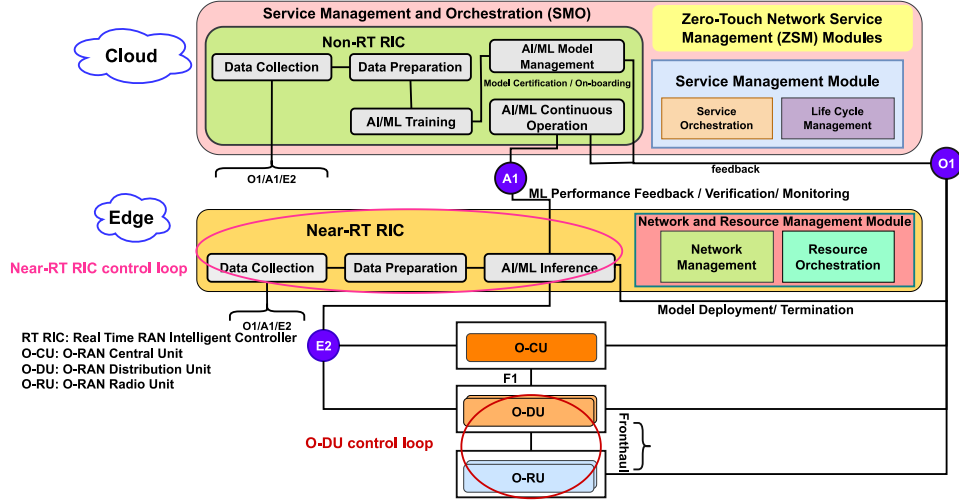 Service Management and Orchestration (SMO)
Zero-Touch Network Service
Management (ZSM) Modules
Cloud
Non-RT RIC
AI/ML Model
Management
Data Collection
Data Preparation
Model Certification / On-boarding
Service Management Module
AI/ML Training
AI/ML Continuous
Operation
Service
Orchestration
Life Cycle
Management
O1/A1/E2
A1
feedback
O1
ML Performance Feedback / Verification/ Monitoring
Edge
Near-RT RIC
Network and Resource Management Module
Network
Management
Resource
Orchestration
Near-RT RIC control loop
Data Collection
Data Preparation
AI/ML Inference
Model Deployment/ Termination
O1/A1/E2
RT RIC: Real Time RAN Intelligent Controller
O-CU: O-RAN Central Unit
O-DU: O-RAN Distribution Unit
O-RU: O-RAN Radio Unit
E2
O-CU
F1
O-DU
O-DU control loop
Fronthaul
O-RU